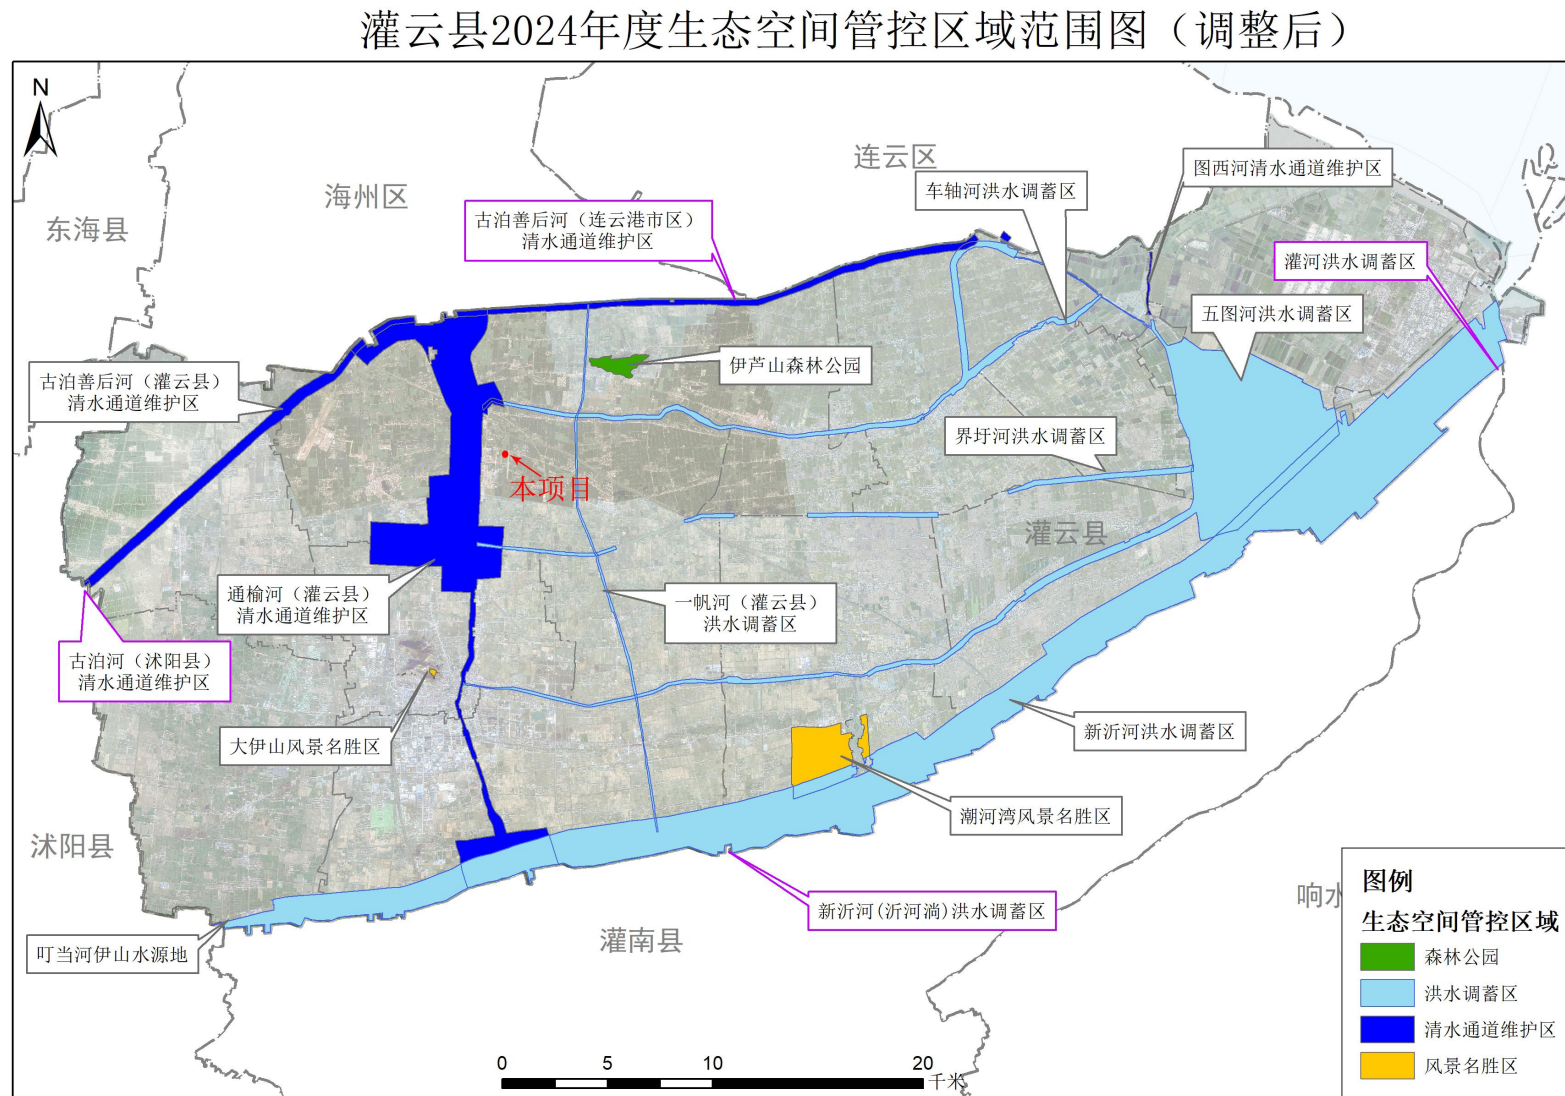 灌云县2024年度生态空间管控区域范围图（调整后）
N
连云区
海州区
东海县
图西河清水通道维护区
车轴河洪水调蓄区
古泊善后河（连云港市区）
清水通道维护区
灌河洪水调蓄区
五图河洪水调蓄区
伊芦山森林公园
古泊善后河（灌云县）
清水通道维护区
界圩河洪水调蓄区
本项目
灌云县
通榆河（灌云县）
清水通道维护区
一帆河（灌云县）
洪水调蓄区
古泊河（沭阳县）
清水通道维护区
新沂河洪水调蓄区
大伊山风景名胜区
潮河湾风景名胜区
沭阳县
新沂河(沂河淌)洪水调蓄区
响水
灌南县
叮当河伊山水源地
图例
生态空间管控区域
森林公园
洪水调蓄区
清水通道维护区
风景名胜区
0 5 10 20
千米